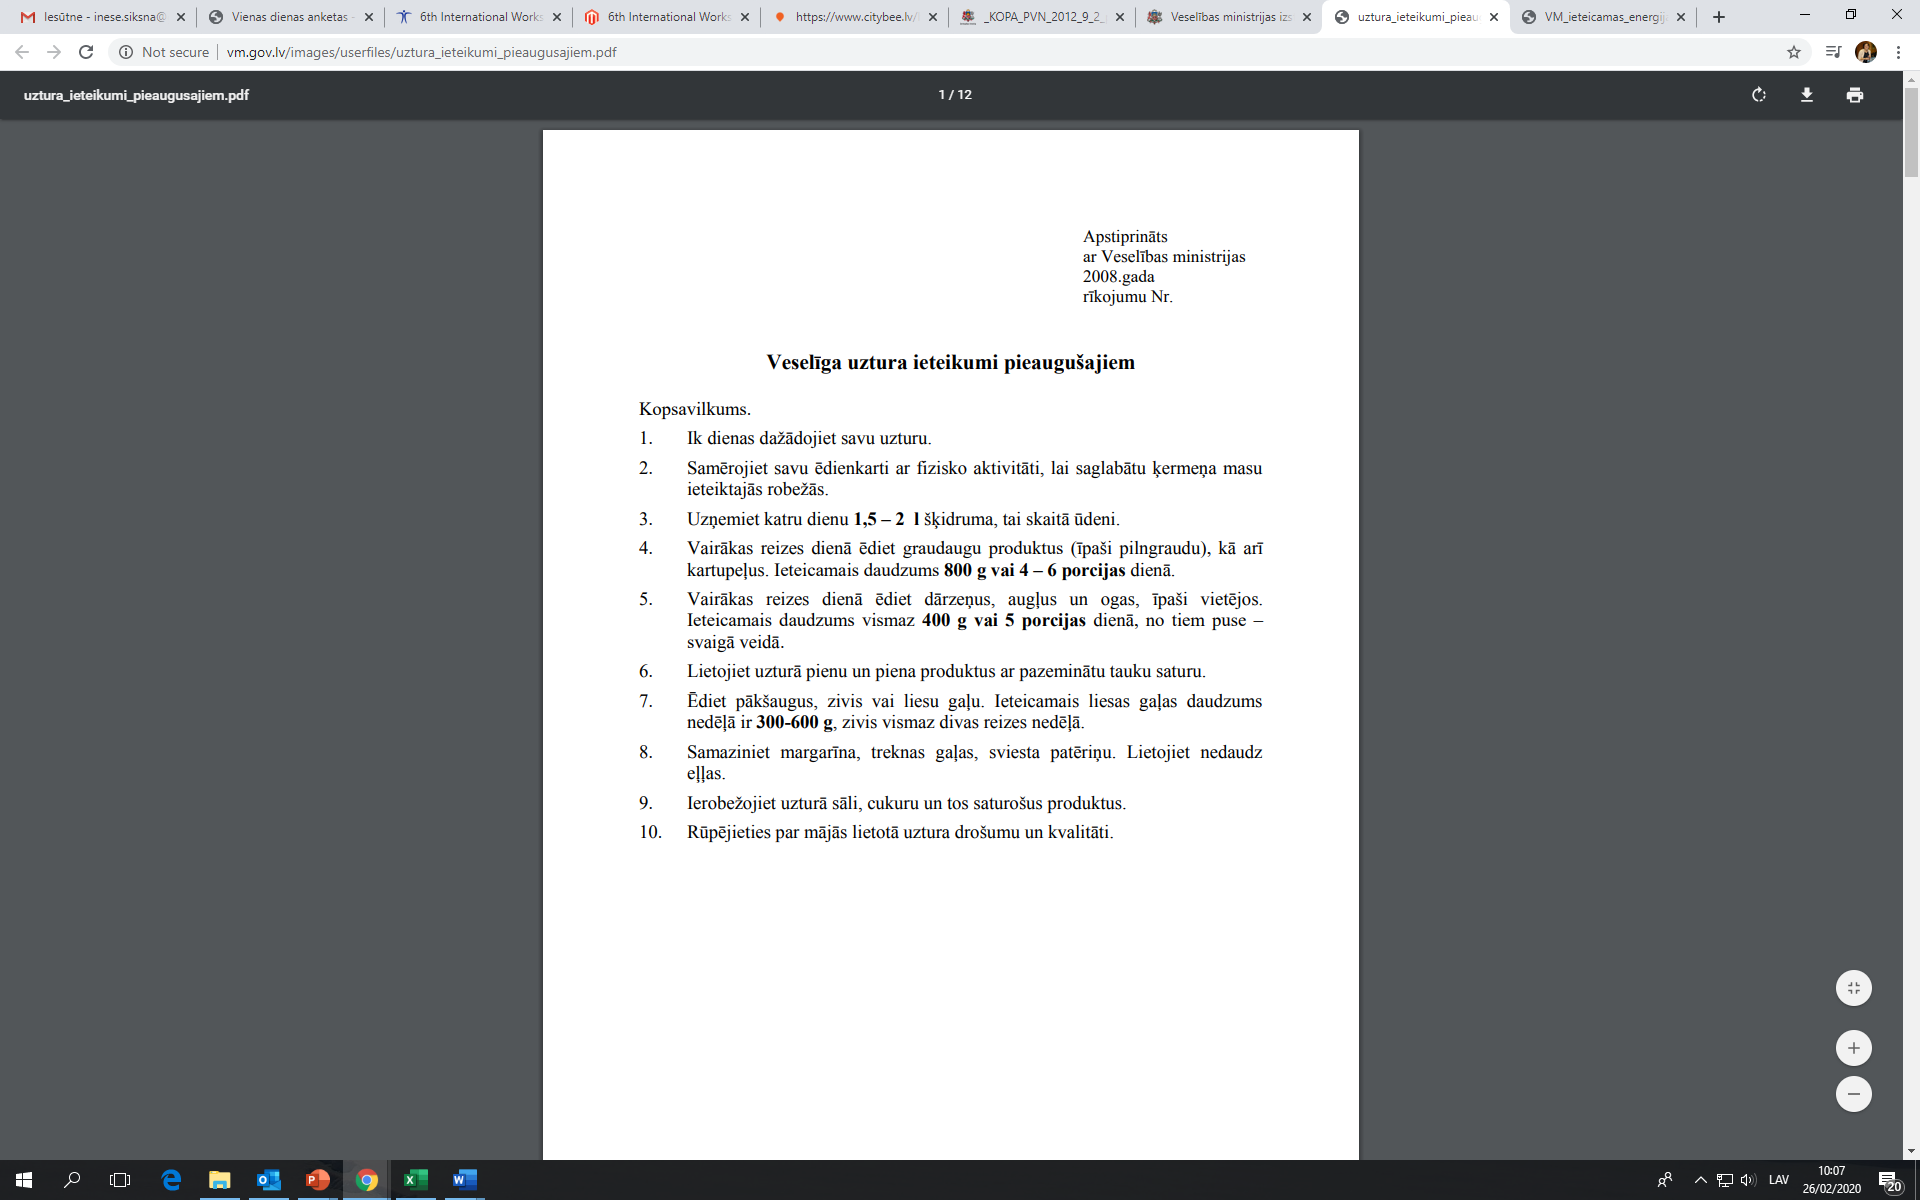 Iesūtne - inese.siksna@
Vienas dienas anketas -
6th International Works
6th International Works
https://www.citybee.lv/
_KOPA_PVN_2012_9_2_
Veselības ministrijas izs
uztura_ieteikumi_pieau
VM_ieteicamas_energij
Not secure
vm.gov.lv/images/userfiles/uztura_ieteikumi_pieaugusajiem.pdf
uztura_ieteikumi_pieaugusajiem.pdf
1 / 12
Apstiprināts
ar Veselības ministrijas
2008.gada
rīkojumu Nr.
Veselīga uztura ieteikumi pieaugušajiem
Kopsavilkums.
1. Ik dienas dažādojiet savu uzturu.
2. Samērojiet savu ēdienkarti ar fizisko aktivitāti, lai saglabātu ķermeņa masu
ieteiktajās robežās.
3. Uzņemiet katru dienu 1,5 – 2 l šķidruma, tai skaitā ūdeni.
4. Vairākas reizes dienā ēdiet graudaugu produktus (īpaši pilngraudu), kā arī
kartupeļus. Ieteicamais daudzums 800 g vai 4 – 6 porcijas dienā.
5. Vairākas reizes dienā ēdiet dārzeņus, augļus un ogas, īpaši vietējos.
Ieteicamais daudzums vismaz 400 g vai 5 porcijas dienā, no tiem puse –
svaigā veidā.
6. Lietojiet uzturā pienu un piena produktus ar pazeminātu tauku saturu.
7. Ēdiet pākšaugus, zivis vai liesu gaļu. Ieteicamais liesas gaļas daudzums
nedēļā ir 300-600 g, zivis vismaz divas reizes nedēļā.
8. Samaziniet margarīna, treknas gaļas, sviesta patēriņu. Lietojiet nedaudz
eļļas.
9. Ierobežojiet uzturā sāli, cukuru un tos saturošus produktus.
10. Rūpējieties par mājās lietotā uztura drošumu un kvalitāti.
LAV
10:07
26/02/2020
20